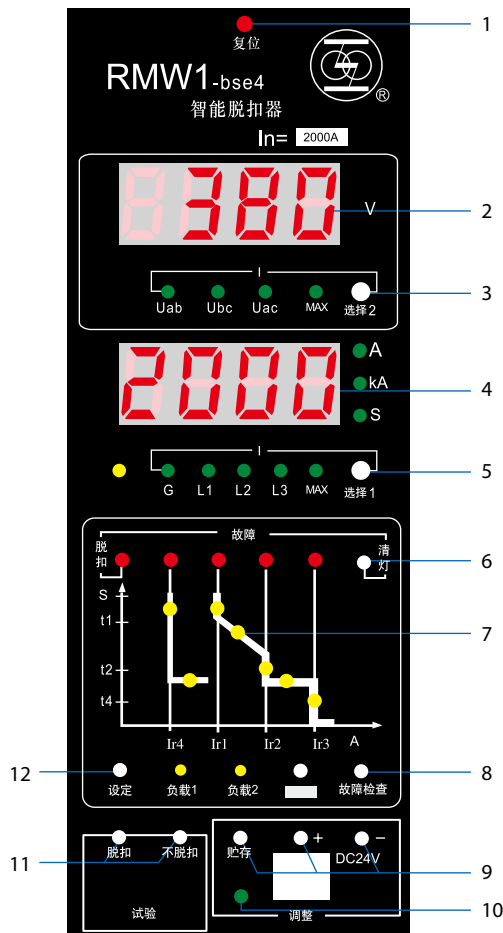 1
复位
RMW1-bse4
®
智能脱扣器
In= 2000A
380
V
2
I
Uab Ubc Uac MAX 选择2
3
2000
A
kA
S
4
I
G L1 L2 L3 MAX 选择1
5
故障
脱扣
清灯
6
S
t1
t2
t4
7
Ir4 Ir1 Ir2 Ir3 A
12
设定 负载1 负载2 故障检查
8
11
脱扣 不脱扣
试验
贮存 + −
DC24V
9
调整
10